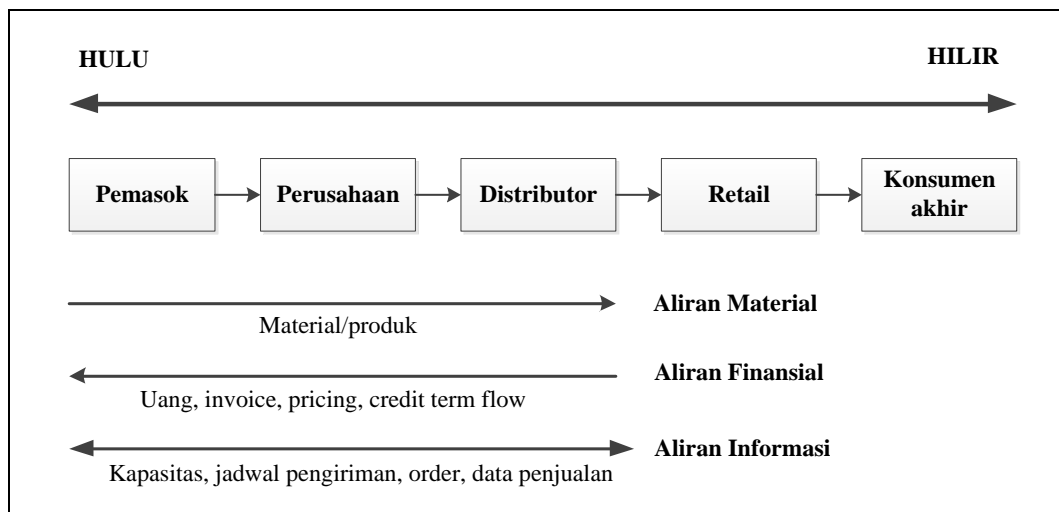 HULU
HILIR
Pemasok
Perusahaan
Distributor
Retail
Konsumen
akhir
Aliran Material
Material/produk
Aliran Finansial
Uang, invoice, pricing, credit term flow
Aliran Informasi
Kapasitas, jadwal pengiriman, order, data penjualan